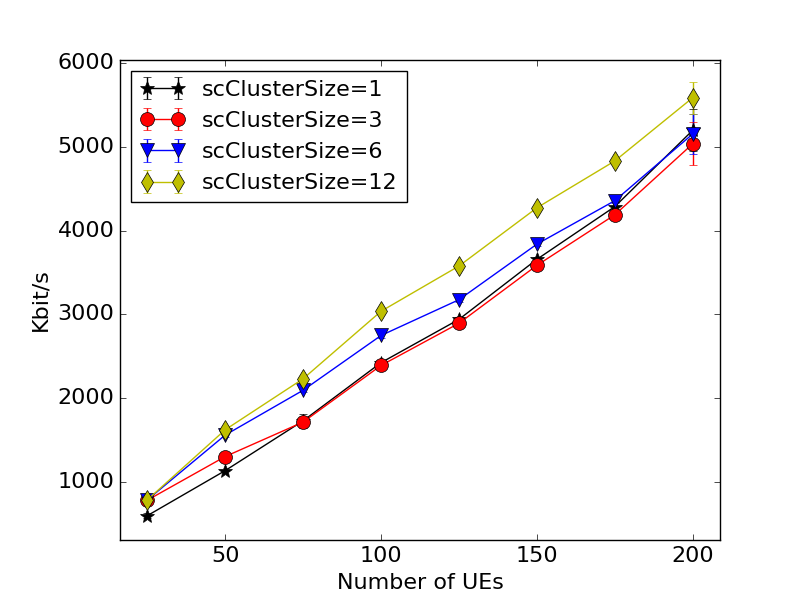 6000
5000
4000
3000
2000
1000
Kbit/s
scClusterSize=1
scClusterSize=3
scClusterSize=6
scClusterSize=12
50
100
150
200
Number of UEs